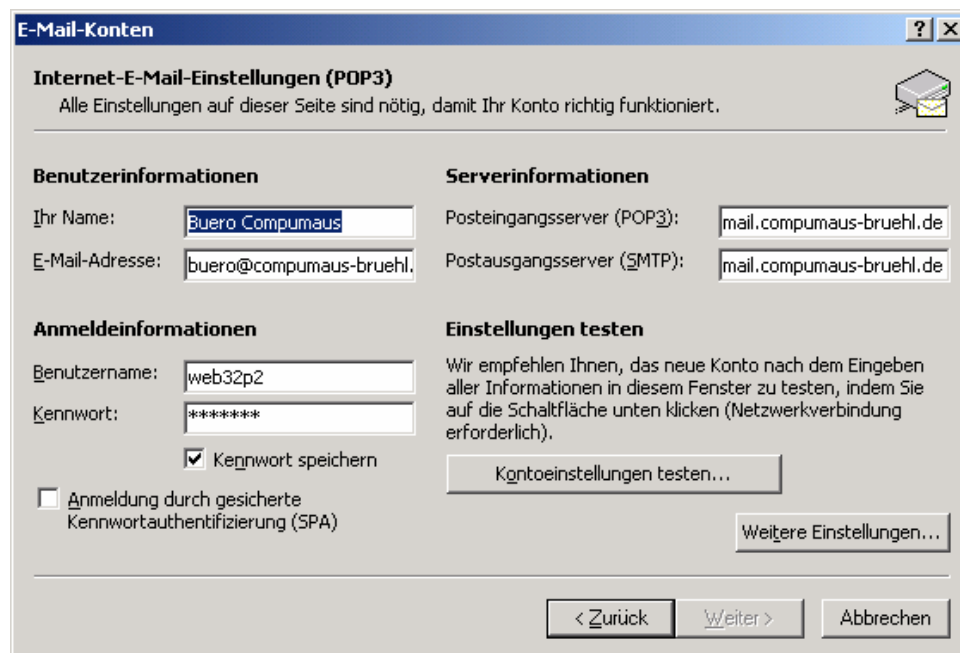 E-Mail-Konten
Internet-E-Mail-Einstellungen (POP3)
Alle Einstellungen auf dieser Seite sind nötig, damit Ihr Konto richtig funktioniert.
Benutzerinformationen
Ihr Name: Buero Compumaus
E-Mail-Adresse: buero@compumaus-bruehl.
Anmeldeinformationen
Benutzername: web32p2
Kennwort: *******
Kennwort speichern
Anmeldung durch gesicherte
Kennwortauthentifizierung (SPA)
Serverinformationen
Posteingangsserver (POP3): mail.compumaus-bruehl.de
Postausgangsserver (SMTP): mail.compumaus-bruehl.de
Einstellungen testen
Wir empfehlen Ihnen, das neue Konto nach dem Eingeben
aller Informationen in diesem Fenster zu testen, indem Sie
auf die Schaltfläche unten klicken (Netzwerkverbindung
erforderlich).
Kontoeinstellungen testen...
Weitere Einstellungen...
< Zurück
Weiter >
Abbrechen